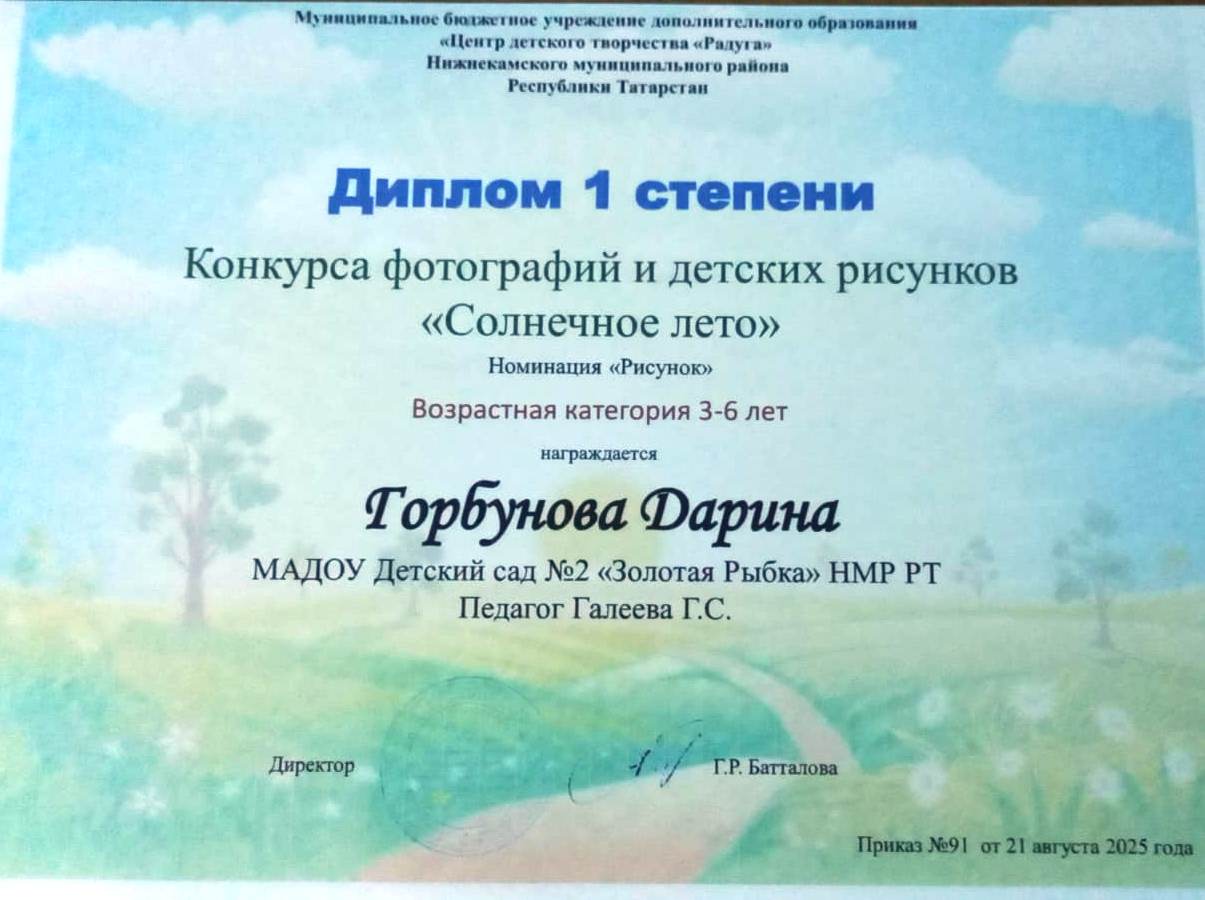 Муниципальное бюджетное учреждение дополнительного образования
«Центр детского творчества «Радуга»
Нижнекамского муниципального района
Республики Татарстан
Диплом 1 степени
Конкурса фотографий и детских рисунков
«Солнечное лето»
Номинация «Рисунок»
Возрастная категория 3-6 лет
награждается
Горбунова Дарина
МАДОУ Детский сад №2 «Золотая Рыбка» НМР РТ
Педагог Галеева Г.С.
Директор Г.Р. Батталова
Приказ №91 от 21 августа 2025 года